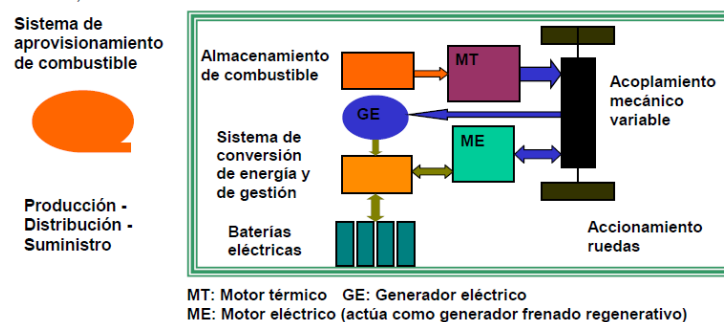 Sistema de
aprovisionamiento
de combustible
Producción -
Distribución -
Suministro
Almacenamiento
de combustible
MT
GE
Sistema de
conversión
de energía y
de gestión
ME
Baterías
eléctricas
Acoplamiento
mecánico
variable
Accionamiento
ruedas
MT: Motor térmico GE: Generador eléctrico
ME: Motor eléctrico (actúa como generador frenado regenerativo)